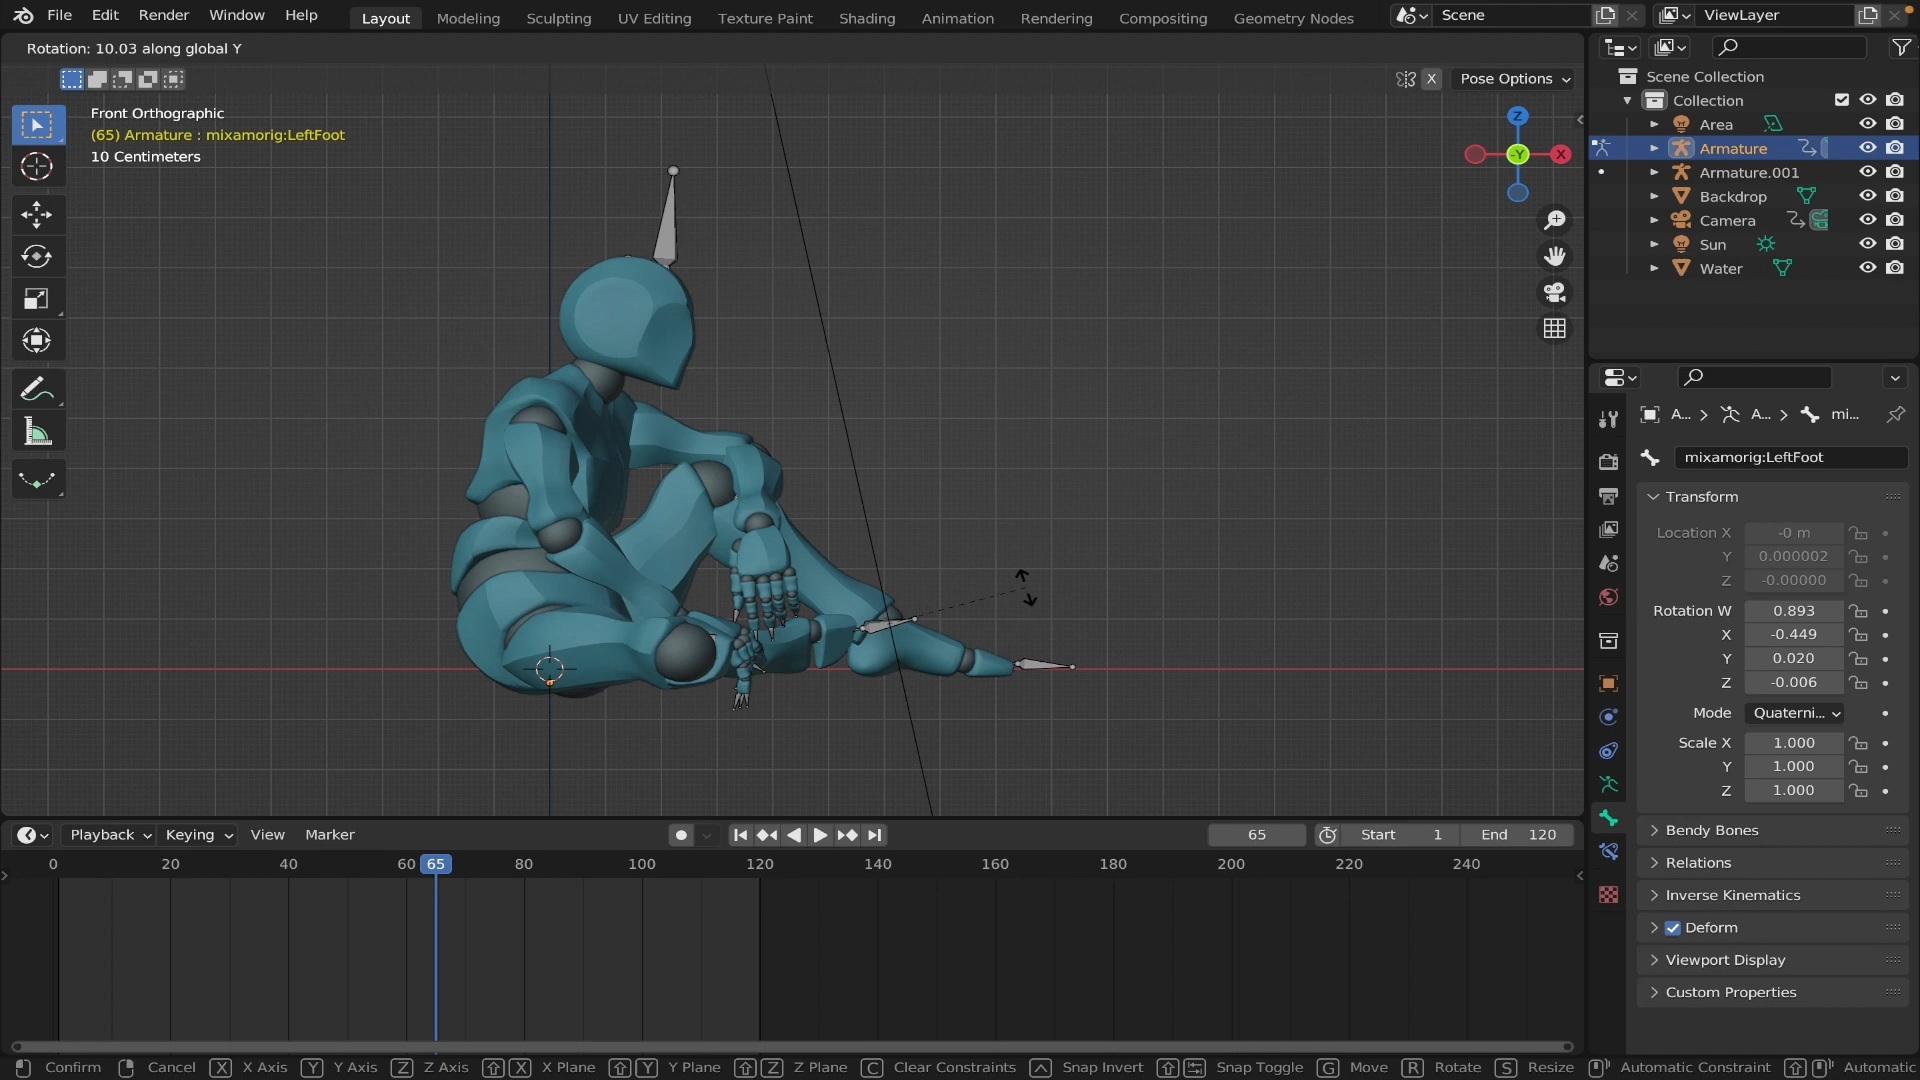 File Edit Render Window Help Layout Modeling Sculpting UV Editing Texture Paint Shading Animation Rendering Compositing Geometry Nodes Scene ViewLayer
Rotation: 10.03 along global Y
X Pose Options
Front Orthographic
(65) Armature : mixamorig:LeftFoot
10 Centimeters
Z
-Y X
Scene Collection
Collection
Area
Armature
Armature.001
Backdrop
Camera
Sun
Water
A... A... mi...
mixamorig:LeftFoot
Transform
Location X -0 m
Y 0.000002
Z -0.00000
Rotation W 0.893
X -0.449
Y 0.020
Z -0.006
Mode Quaterni...
Scale X 1.000
Y 1.000
Z 1.000
Bendy Bones
Relations
Inverse Kinematics
Deform
Viewport Display
Custom Properties
Playback Keying View Marker 65 Start 1 End 120
0 20 40 60 65 80 100 120 140 160 180 200 220 240
Confirm Cancel X X Axis Y Y Axis Z Z Axis X X Plane Y Y Plane Z Z Plane C Clear Constraints Snap Invert Snap Toggle G Move R Rotate S Resize Automatic Constraint Automatic